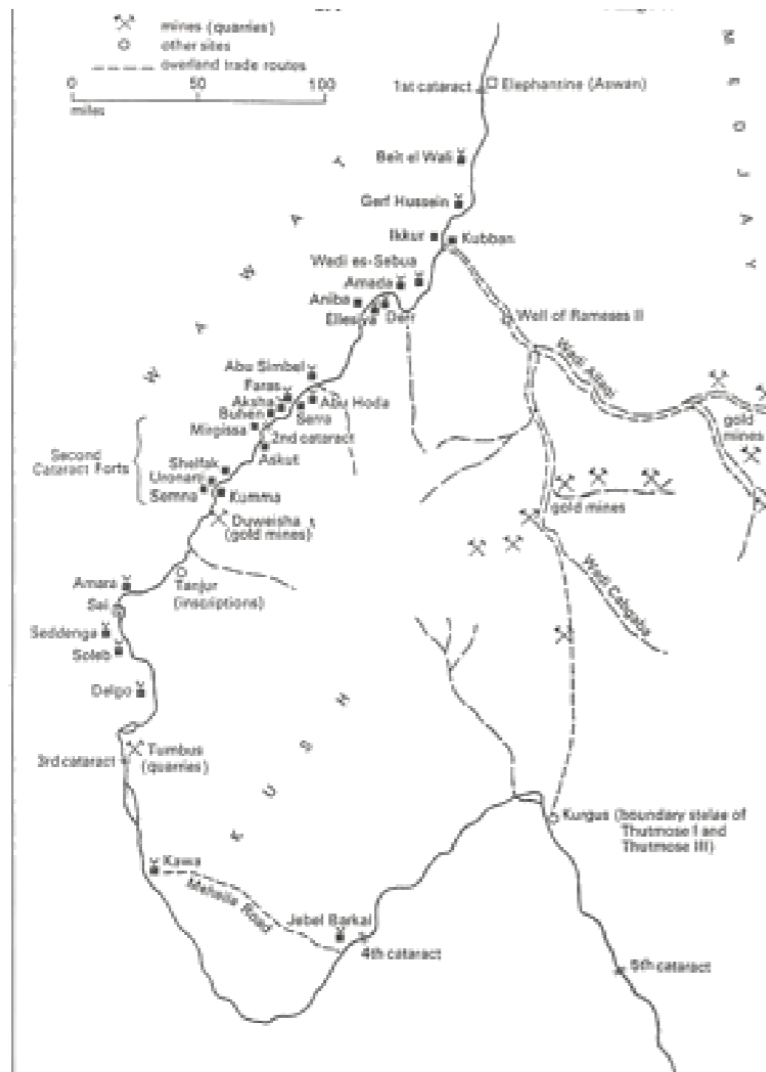 mines (quarries)
other sites
overland trade routes
0 50 100
miles
1st cataract
Elephantine (Aswan)
M E D J A Y
Beit el Wali
Gerf Hussein
Ikkur
Kubban
Wadi es-Sebua
Amada
Aniba
Ellesiya
Derr
W A W A T
Well of Rameses II
Wadi Allaqi
gold
mines
Abu Simbel
Faras
Aksha
Buhen
Abu Hoda
Serra
Mirgissa
2nd cataract
Second
Cataract Forts
Askut
Shelfak
Uronarti
Semna
Kumma
gold mines
Duweisha
(gold mines)
Wadi Cabgaba
Amara
Tanjur
(inscriptions)
Sai
Seddenga
Soleb
Delgo
K U S H
Tumbus
(quarries)
3rd cataract
Kurgus (boundary stelae of
Thutmose I and
Thutmose III)
Kawa
Meheila Road
Jebel Barkal
4th cataract
5th cataract